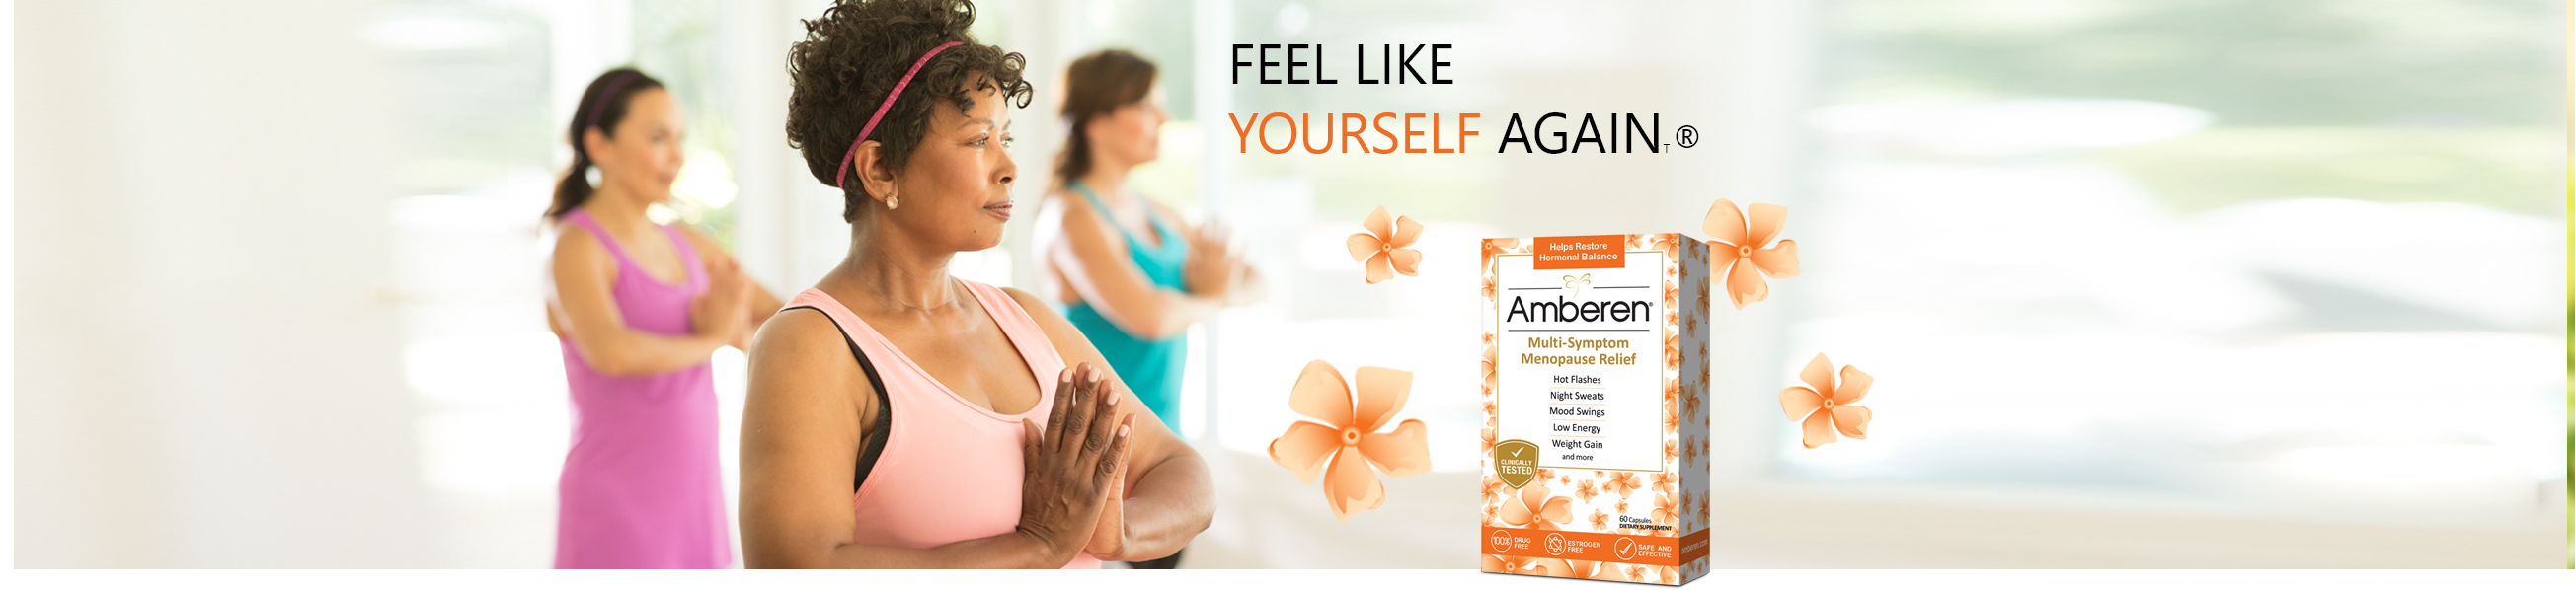 FEEL LIKE
YOURSELF AGAIN.T®
Helps Restore
Hormonal Balance
Amberen®
Multi-Symptom
Menopause Relief
Hot Flashes
Night Sweats
Mood Swings
Low Energy
Weight Gain
and more
CLINICALLY
TESTED
60 Capsules
DIETARY SUPPLEMENT
100% DRUG
FREE
ESTROGEN
FREE
SAFE AND
EFFECTIVE
amberen.com